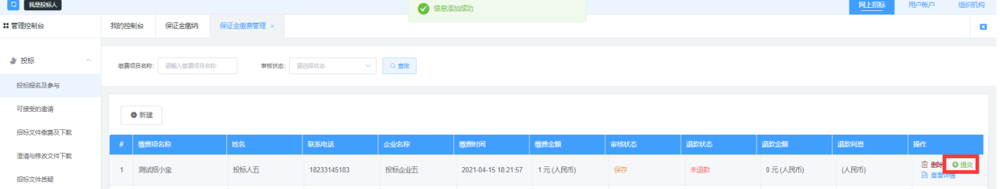 我是投标人 信息添加成功 网上招标 用户帐户 组织机构
管理控制台 我的控制台 保证金缴纳 保证金缴费管理 ×
投标
缴费项目名称: 请输入缴费项目名称: 审核状态: 请选择状态 查询
投标报名及参与
可接受的邀请
新建
招标文件缴费及下载
# 缴费项名称 姓名 联系电话 企业名称 缴费时间 缴费金额 审核状态 退款状态 退款金额 退款利息 操作
澄清与修改文件下载
1 测试招小宝 投标人五 18233145183 投标企业五 2021-04-15 18:21:57 1 元 (人民币) 保存 未退款 0 元 (人民币) (人民币) 删除 提交
查看详情
招标文件质疑